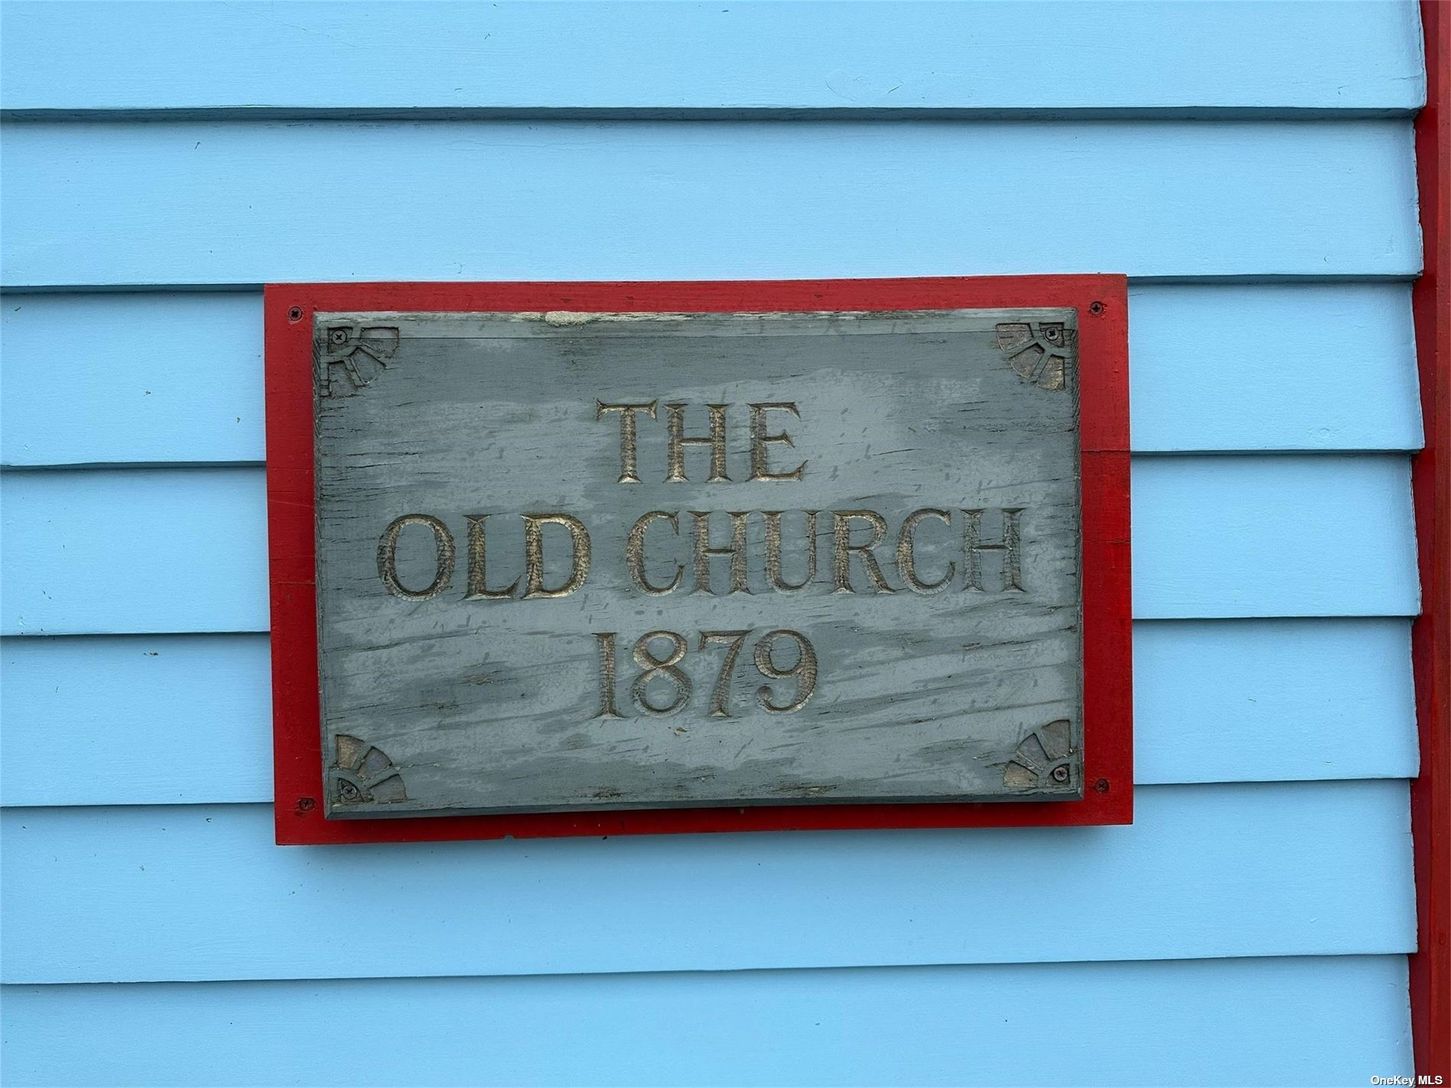 THE
OLD CHURCH
1879
OneKey MLS